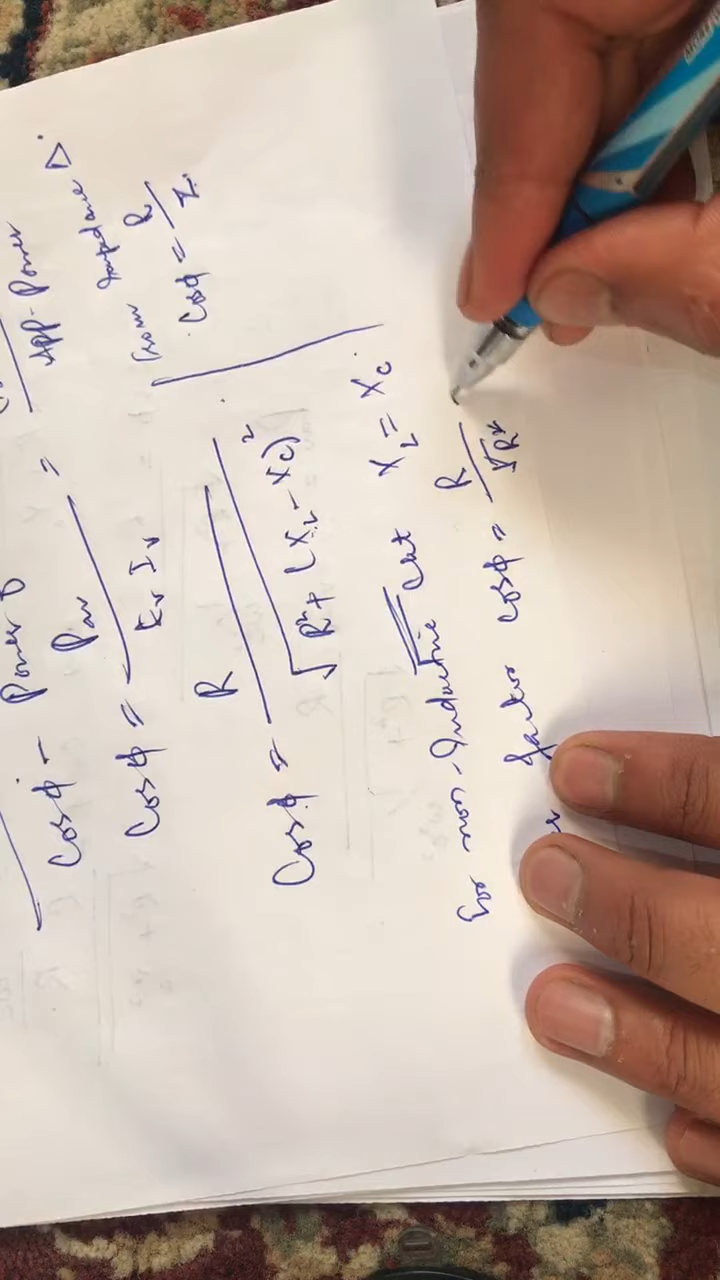 Cosφ - Power
App. Power
Cosφ = Pav / Ev Iv =
from Impedance Δ.
Cosφ = R / Z
Cosφ = R / √R² + (XL - XC)²
For non-Inductive Ckt XL = XC
factor cosφ = R / √R²